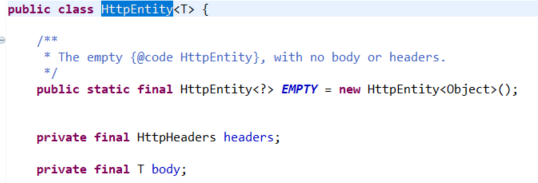 public class HttpEntity<T> {
/**
* The empty {@code HttpEntity}, with no body or headers.
*/
public static final HttpEntity<?> EMPTY = new HttpEntity<Object>();
private final HttpHeaders headers;
private final T body;